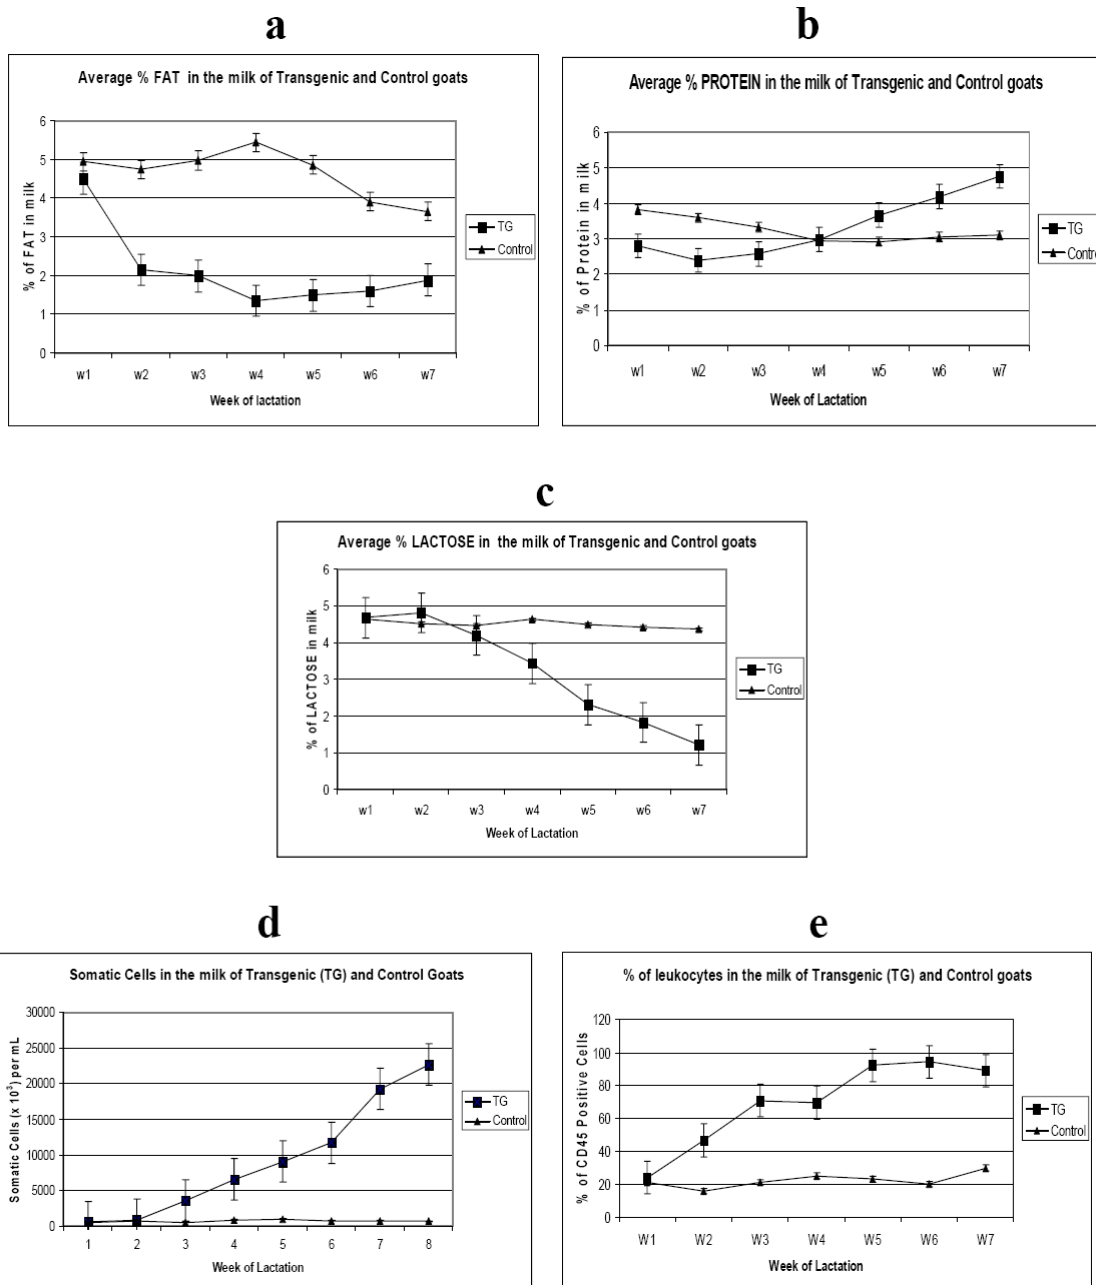 a
Average % FAT in the milk of Transgenic and Control goats
% of FAT in milk
6
5
4
3
2
1
0
w1 w2 w3 w4 w5 w6 w7
Week of lactation
TG
Control
b
Average % PROTEIN in the milk of Transgenic and Control goats
% of Protein in milk
6
5
4
3
2
1
0
w1 w2 w3 w4 w5 w6 w7
Week of Lactation
TG
Control
c
Average % LACTOSE in the milk of Transgenic and Control goats
% of LACTOSE in milk
6
5
4
3
2
1
0
w1 w2 w3 w4 w5 w6 w7
Week of Lactation
TG
Control
d
Somatic Cells in the milk of Transgenic (TG) and Control Goats
Somatic Cells (x 10³) per mL
30000
25000
20000
15000
10000
5000
0
1 2 3 4 5 6 7 8
Week of Lactation
TG
Control
e
% of leukocytes in the milk of Transgenic (TG) and Control goats
% of CD45 Positive Cells
120
100
80
60
40
20
0
W1 W2 W3 W4 W5 W6 W7
Week of Lactation
TG
Control